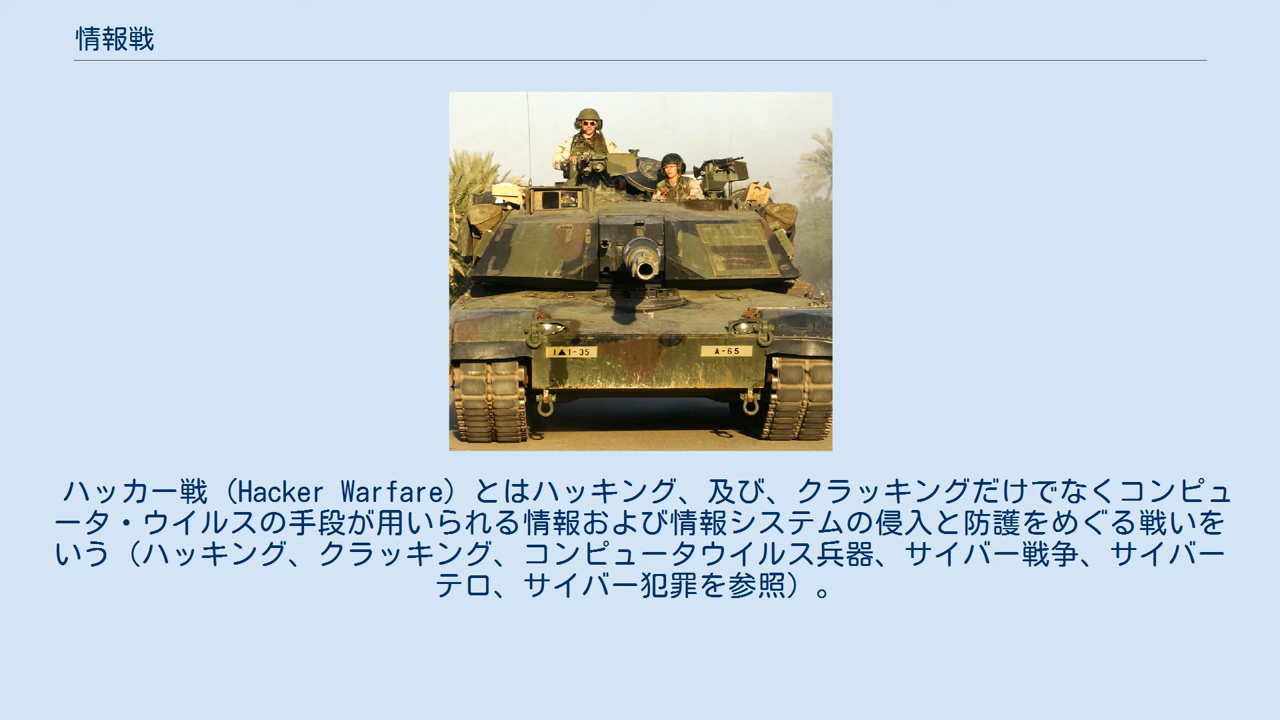 情報戦
I▲I-35
A-65
ハッカー戦（Hacker Warfare）とはハッキング、及び、クラッキングだけでなくコンピュ
ータ・ウイルスの手段が用いられる情報および情報システムの侵入と防護をめぐる戦いを
いう（ハッキング、クラッキング、コンピュータウイルス兵器、サイバー戦争、サイバー
テロ、サイバー犯罪を参照）。